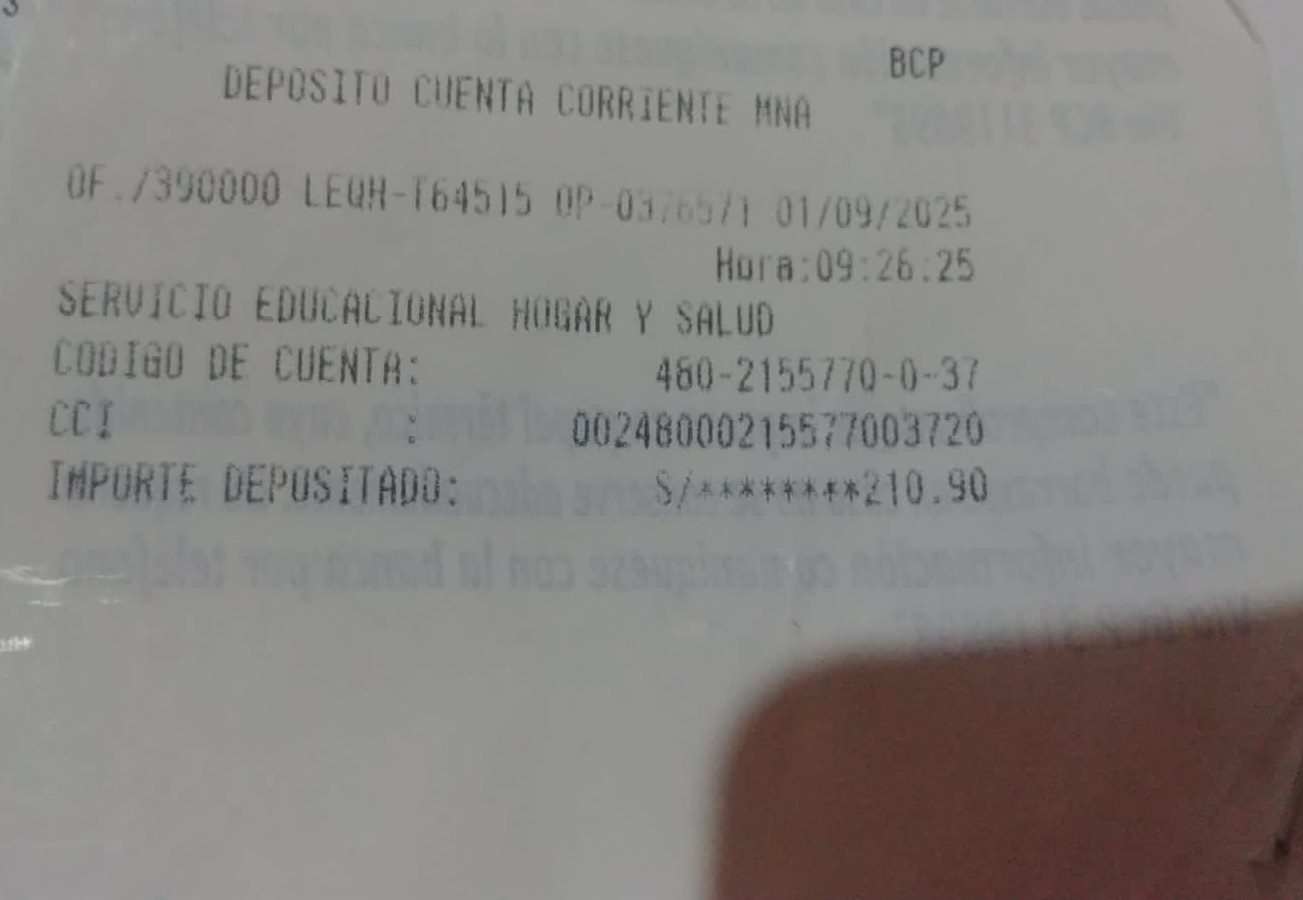 BCP
DEPOSITO CUENTA CORRIENTE MNA
OF./390000 LEQH-T64515 OP-0376571 01/09/2025
Hora:09:26:25
SERVICIO EDUCACIONAL HOGAR Y SALUD
CODIGO DE CUENTA: 480-2155770-0-37
CCI : 00248000215577003720
IMPORTE DEPOSITADO: S/********210.90